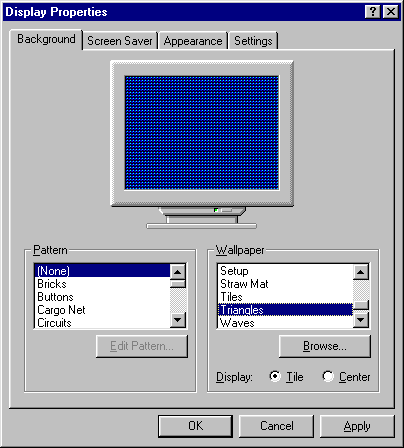 Display Properties
Background Screen Saver Appearance Settings
Pattern
(None)
Bricks
Buttons
Cargo Net
Circuits
Edit Pattern...
Wallpaper
Setup
Straw Mat
Tiles
Triangles
Waves
Browse...
Display: Tile Center
OK Cancel Apply